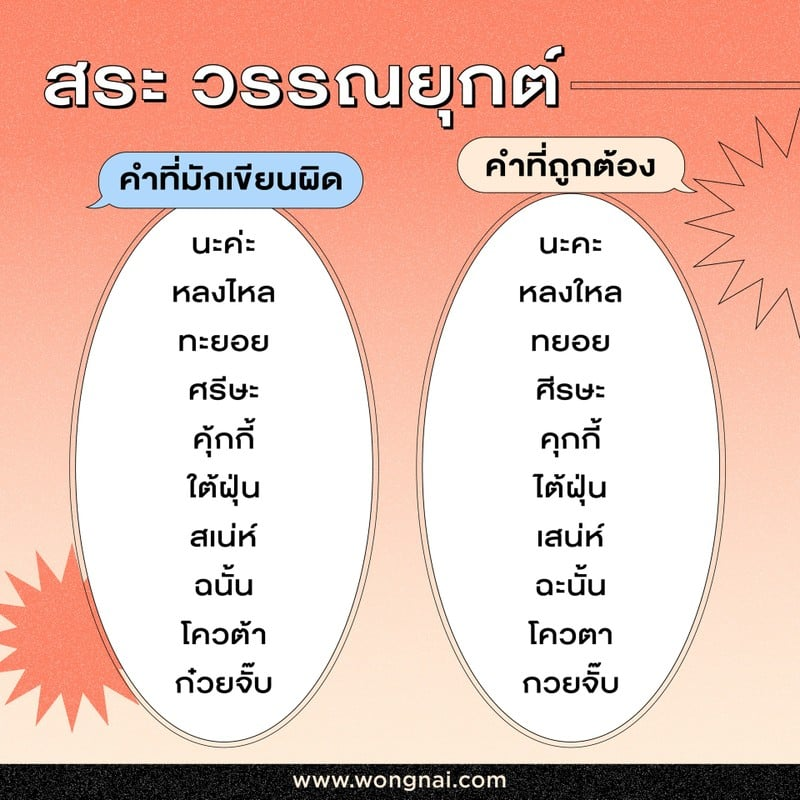 สระ วรรณยุกต์
คำที่มักเขียนผิด
นะค่ะ
หลงไหล
ทะยอย
ศรีษะ
คุ้กกี้
ใต้ฝุ่น
สเน่ห์
ฉนั้น
โควต้า
ก๋วยจั๊บ
คำที่ถูกต้อง
นะคะ
หลงใหล
ทยอย
ศีรษะ
คุกกี้
ไต้ฝุ่น
เสน่ห์
ฉะนั้น
โควตา
กวยจั๊บ
www.wongnai.com